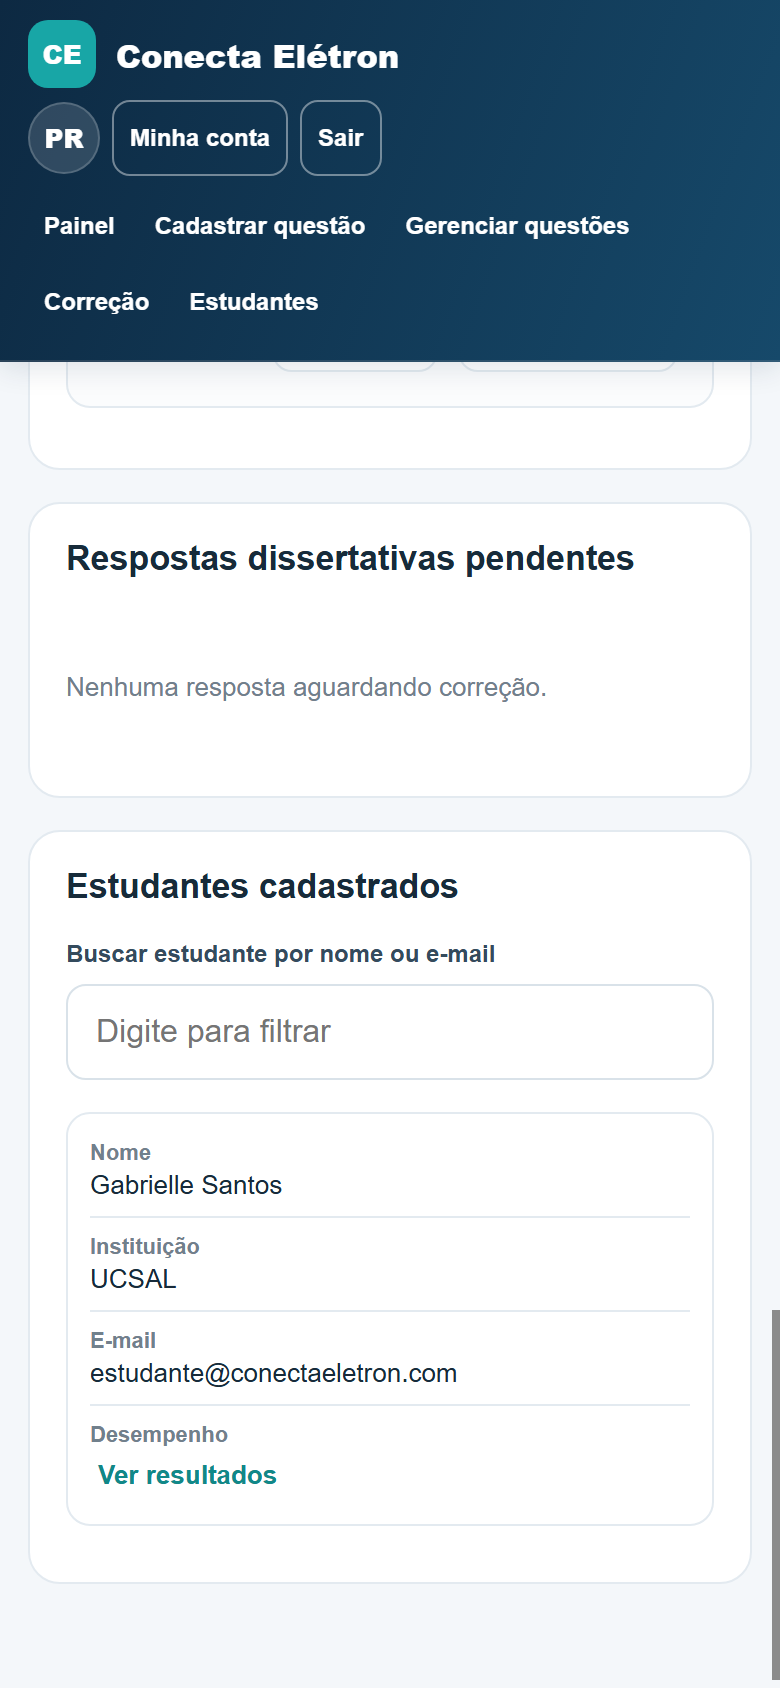 CE Conecta Elétron
PR Minha conta Sair
Painel Cadastrar questão Gerenciar questões
Correção Estudantes
Respostas dissertativas pendentes
Nenhuma resposta aguardando correção.
Estudantes cadastrados
Buscar estudante por nome ou e-mail
Digite para filtrar
Nome
Gabrielle Santos
Instituição
UCSAL
E-mail
estudante@conectaeletron.com
Desempenho
Ver resultados